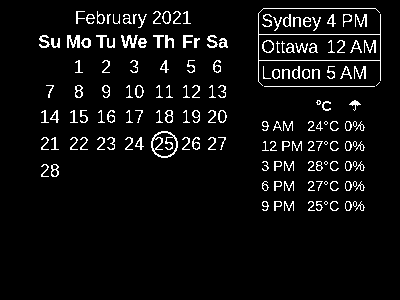 February 2021
Su Mo Tu We Th Fr Sa
1 2 3 4 5 6
7 8 9 10 11 12 13
14 15 16 17 18 19 20
21 22 23 24 25 26 27
28
Sydney 4 PM
Ottawa 12 AM
London 5 AM
°C ☂
9 AM 24°C 0%
12 PM 27°C 0%
3 PM 28°C 0%
6 PM 27°C 0%
9 PM 25°C 0%